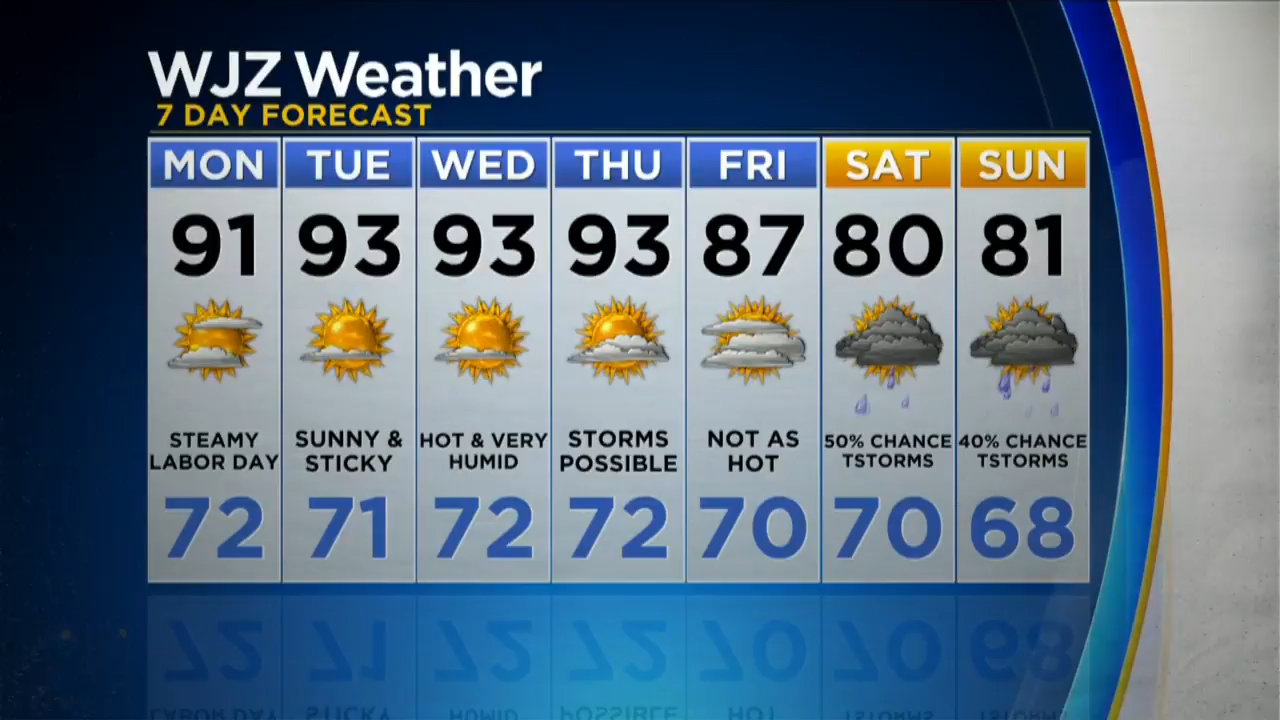 WJZ Weather
7 DAY FORECAST
MON TUE WED THU FRI SAT SUN
91 93 93 93 87 80 81
STEAMY SUNNY & HOT & VERY STORMS NOT AS 50% CHANCE 40% CHANCE
LABOR DAY STICKY HUMID POSSIBLE HOT TSTORMS TSTORMS
72 71 72 72 70 70 68